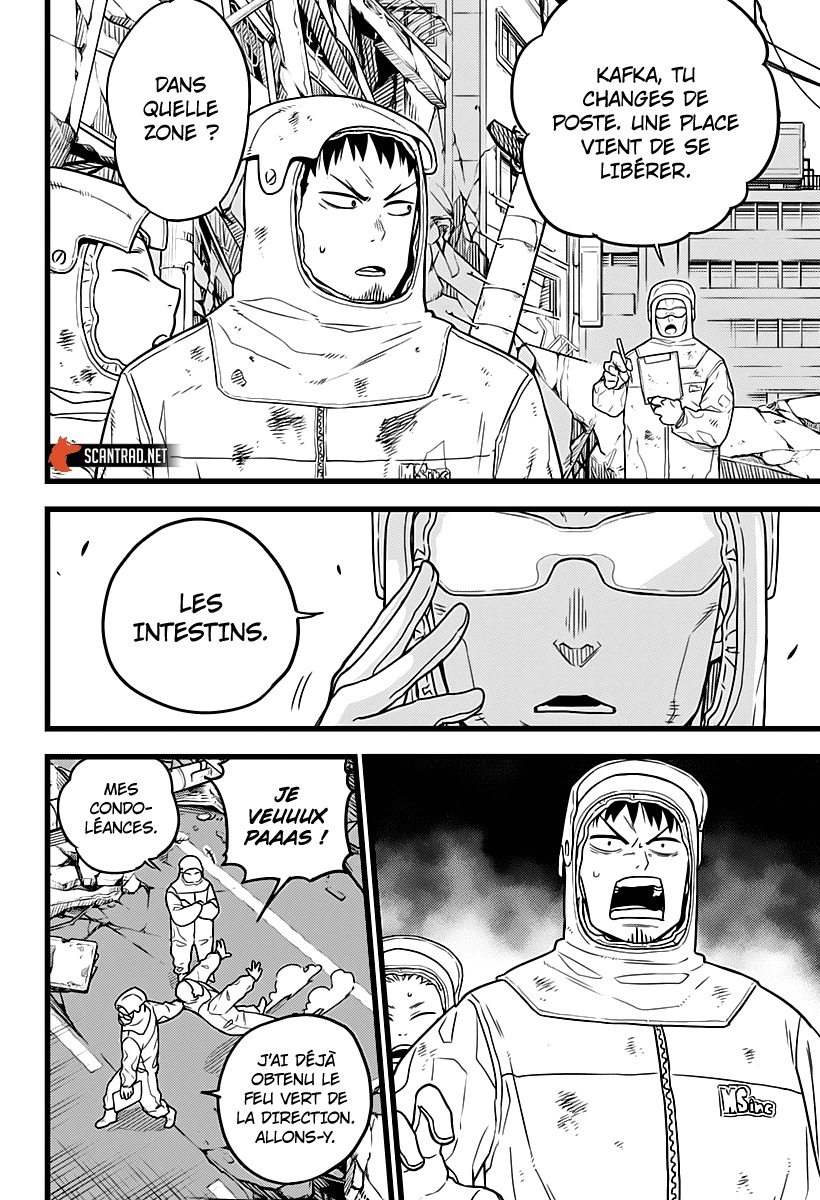 KAFKA, TU
CHANGES DE
POSTE. UNE PLACE
VIENT DE SE
LIBÉRER.
DANS
QUELLE
ZONE ?
SCANTRAD.NET
LES
INTESTINS.
MSinc
JE
VEUUUX
PAAAS !
MES
CONDO-
LÉANCES.
J'AI DÉJÀ
OBTENU LE
FEU VERT DE
LA DIRECTION.
ALLONS-Y.